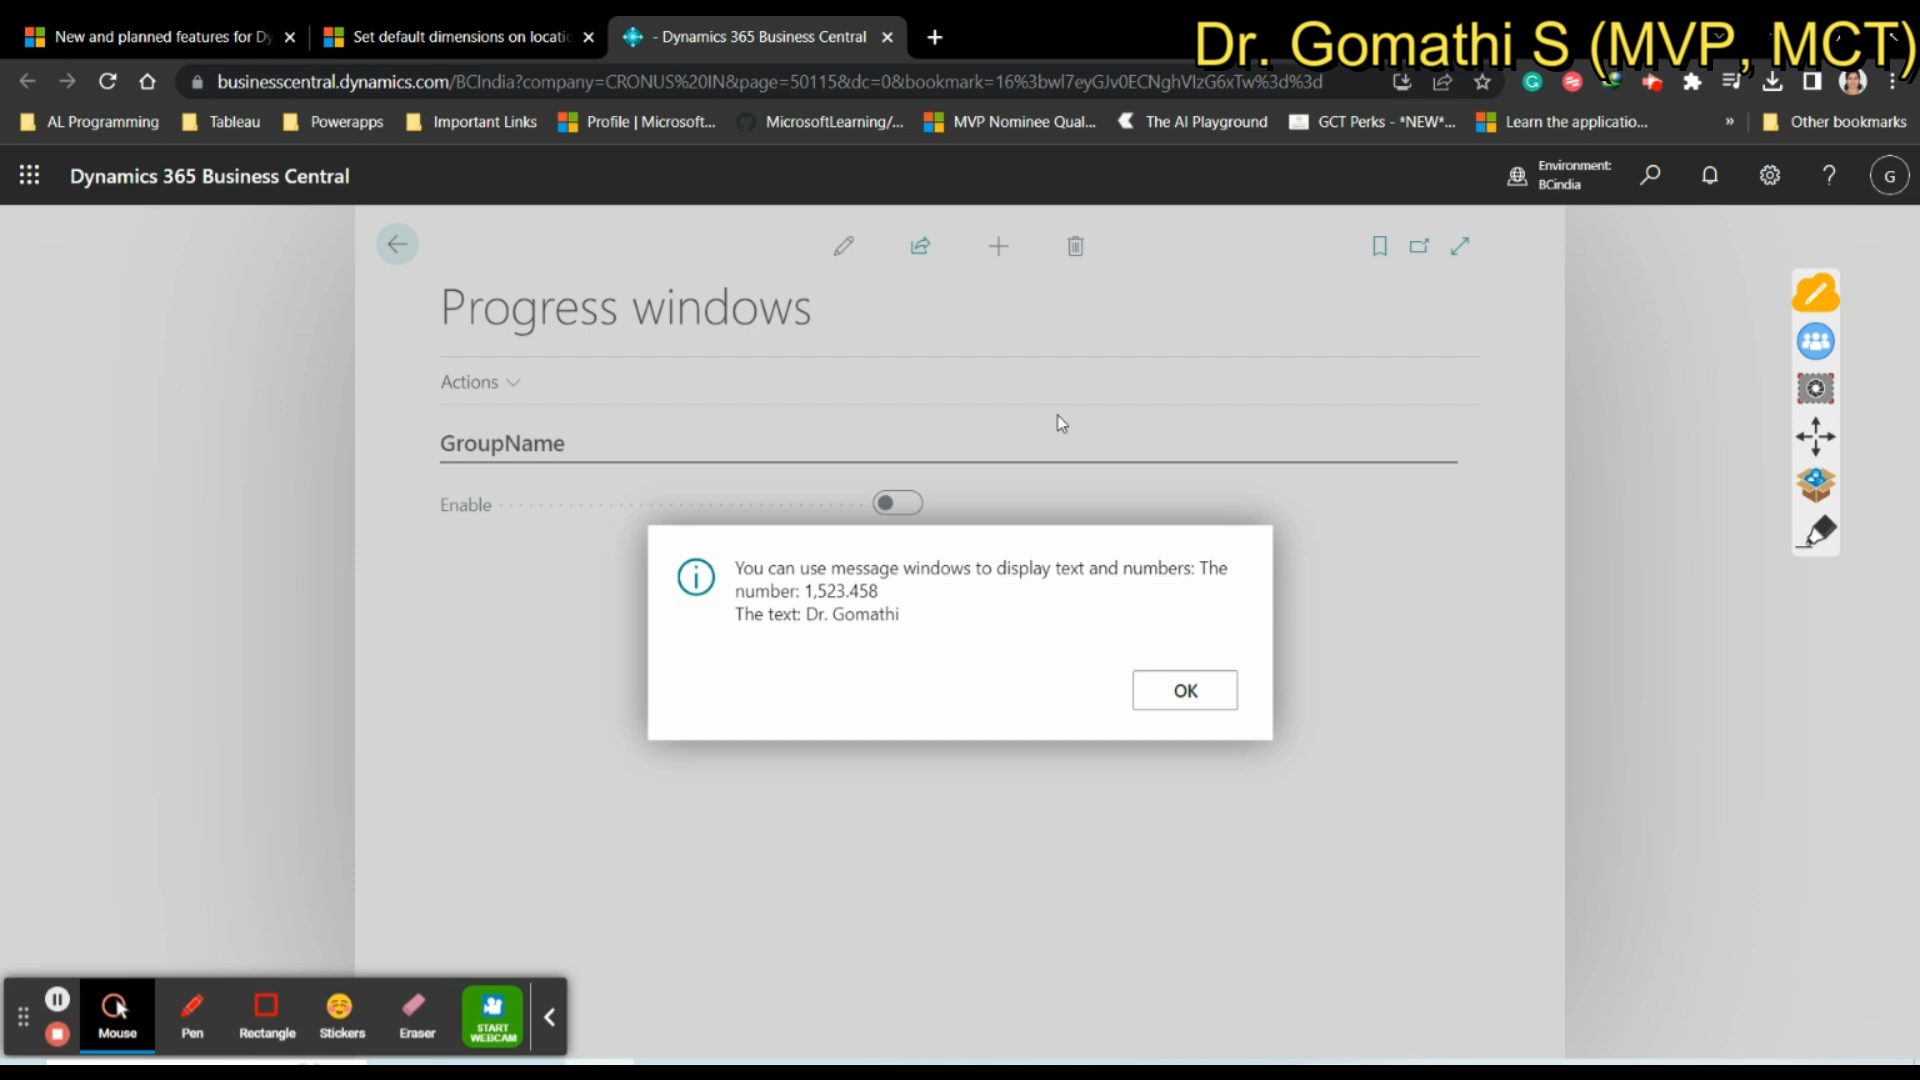 New and planned features for Dy
Set default dimensions on locatio
- Dynamics 365 Business Central
Dr. Gomathi S (MVP, MCT)
businesscentral.dynamics.com/BCIndia?company=CRONUS%20IN&page=50115&dc=0&bookmark=16%3bwl7eyGJv0ECNghVIzG6xTw%3d%3d
AL Programming
Tableau
Powerapps
Important Links
Profile | Microsoft...
MicrosoftLearning/...
MVP Nominee Qual...
The AI Playground
GCT Perks - *NEW*...
Learn the applicatio...
»
Other bookmarks
Dynamics 365 Business Central
Environment:
BCindia
G
Progress windows
Actions
GroupName
Enable
You can use message windows to display text and numbers: The
number: 1,523.458
The text: Dr. Gomathi
OK
Mouse
Pen
Rectangle
Stickers
Eraser
START
WEBCAM